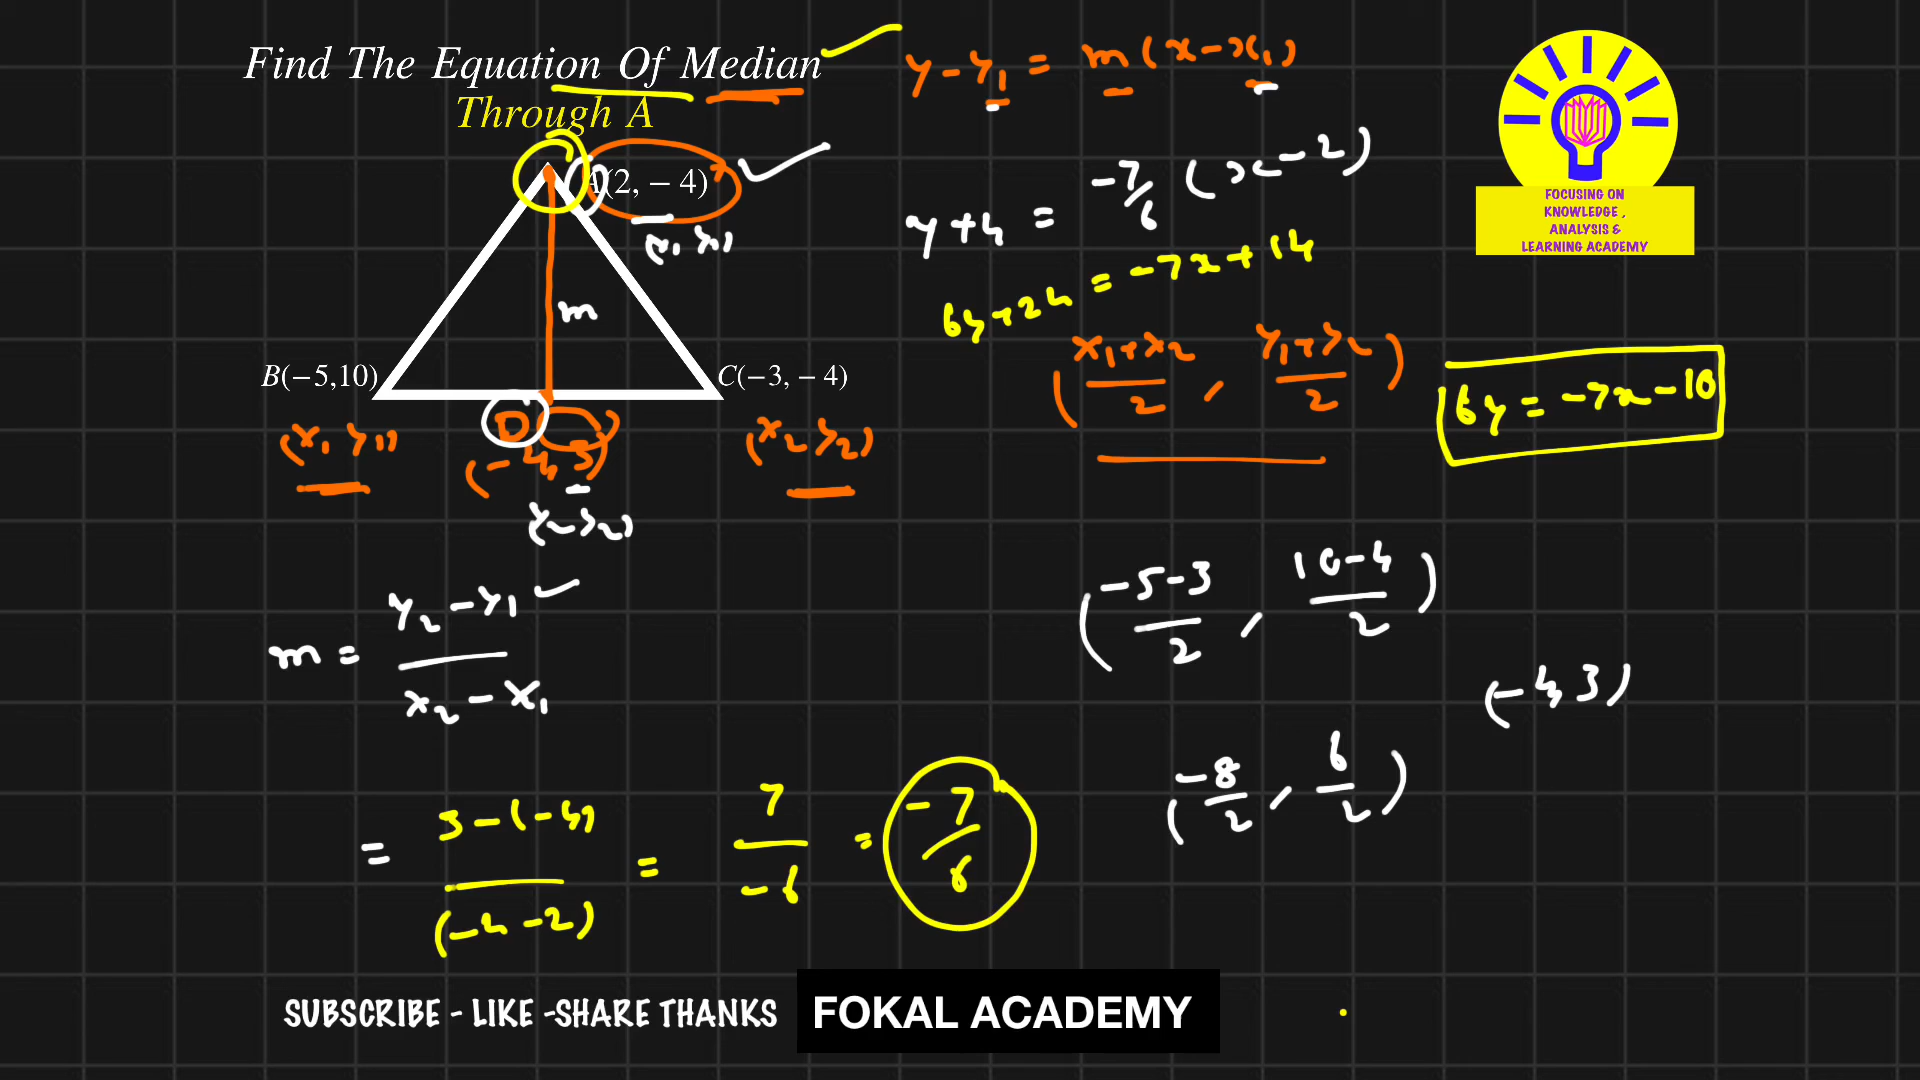 Find The Equation Of Median
Through A
y - y₁ = m(x - x₁)
A(2, − 4)
(x₁ y₁)
y + 4 = -7/6 (x - 2)
6y + 24 = -7x + 14
m
(x₁+x₂/2 , y₁+y₂/2)
6y = -7x - 10
B(−5,10)
C(−3, − 4)
D
(x₁ y₁)
(-4, 3)
(x₂ y₂)
(x₂ y₂)
m = y₂ - y₁ / x₂ - x₁
(-5-3/2 , 10-4/2)
(-4, 3)
(-8/2 , 6/2)
= 3-(-4) / (-4-2) = 7/-6 = -7/6
FOCUSING ON
KNOWLEDGE ,
ANALYSIS &
LEARNING ACADEMY
SUBSCRIBE - LIKE -SHARE THANKS
FOKAL ACADEMY